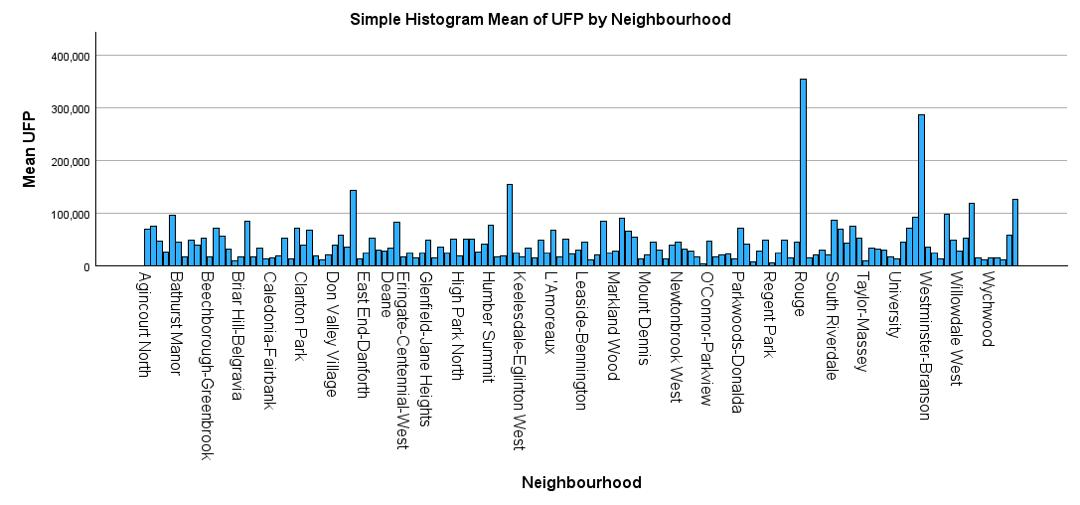 Simple Histogram Mean of UFP by Neighbourhood
Mean UFP
400,000
300,000
200,000
100,000
0
Agincourt North
Bathurst Manor
Beechborough-Greenbrook
Briar Hill-Belgravia
Caledonia-Fairbank
Clanton Park
Don Valley Village
East End-Danforth
Deane
Eringate-Centennial-West
Glenfield-Jane Heights
High Park North
Humber Summit
Keelesdale-Eglinton West
L'Amoreaux
Leaside-Bennington
Markland Wood
Mount Dennis
Newtonbrook West
O'Connor-Parkview
Parkwoods-Donalda
Regent Park
Rouge
South Riverdale
Taylor-Massey
University
Westminster-Branson
Willowdale West
Wychwood
Neighbourhood